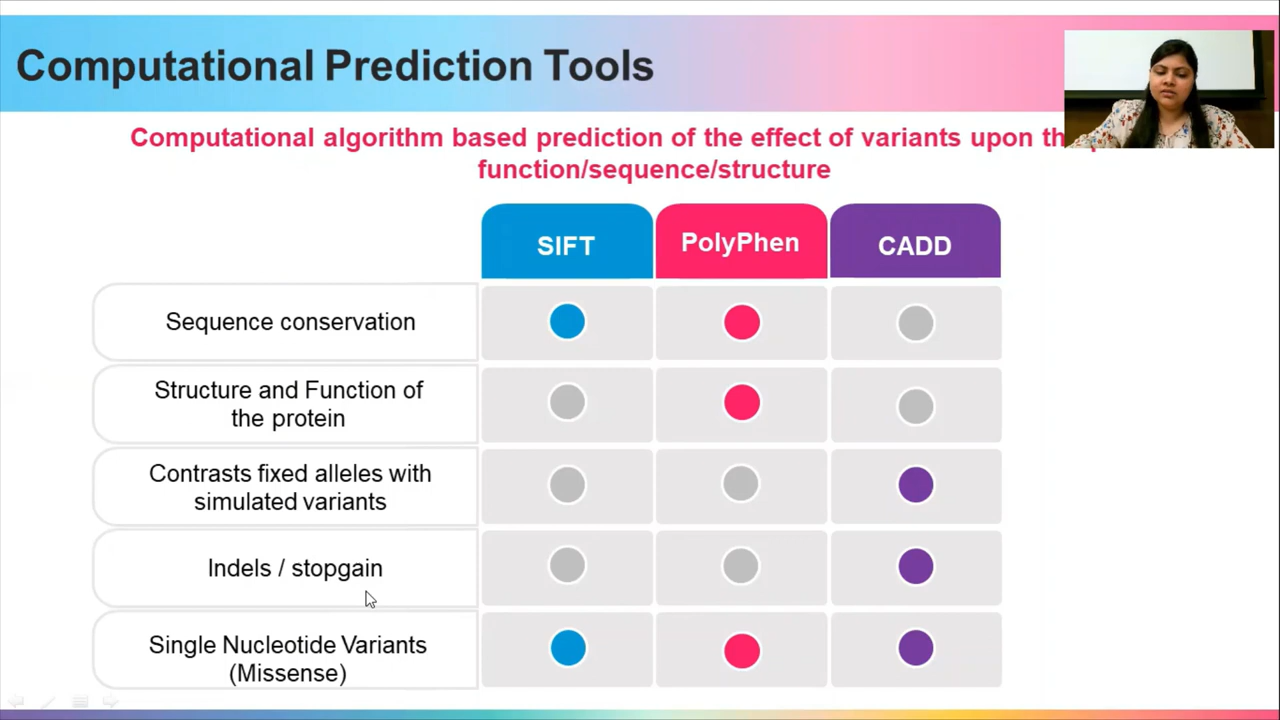 Computational Prediction Tools
Computational algorithm based prediction of the effect of variants upon
function/sequence/structure
SIFT
PolyPhen
CADD
Sequence conservation
Structure and Function of
the protein
Contrasts fixed alleles with
simulated variants
Indels / stopgain
Single Nucleotide Variants
(Missense)